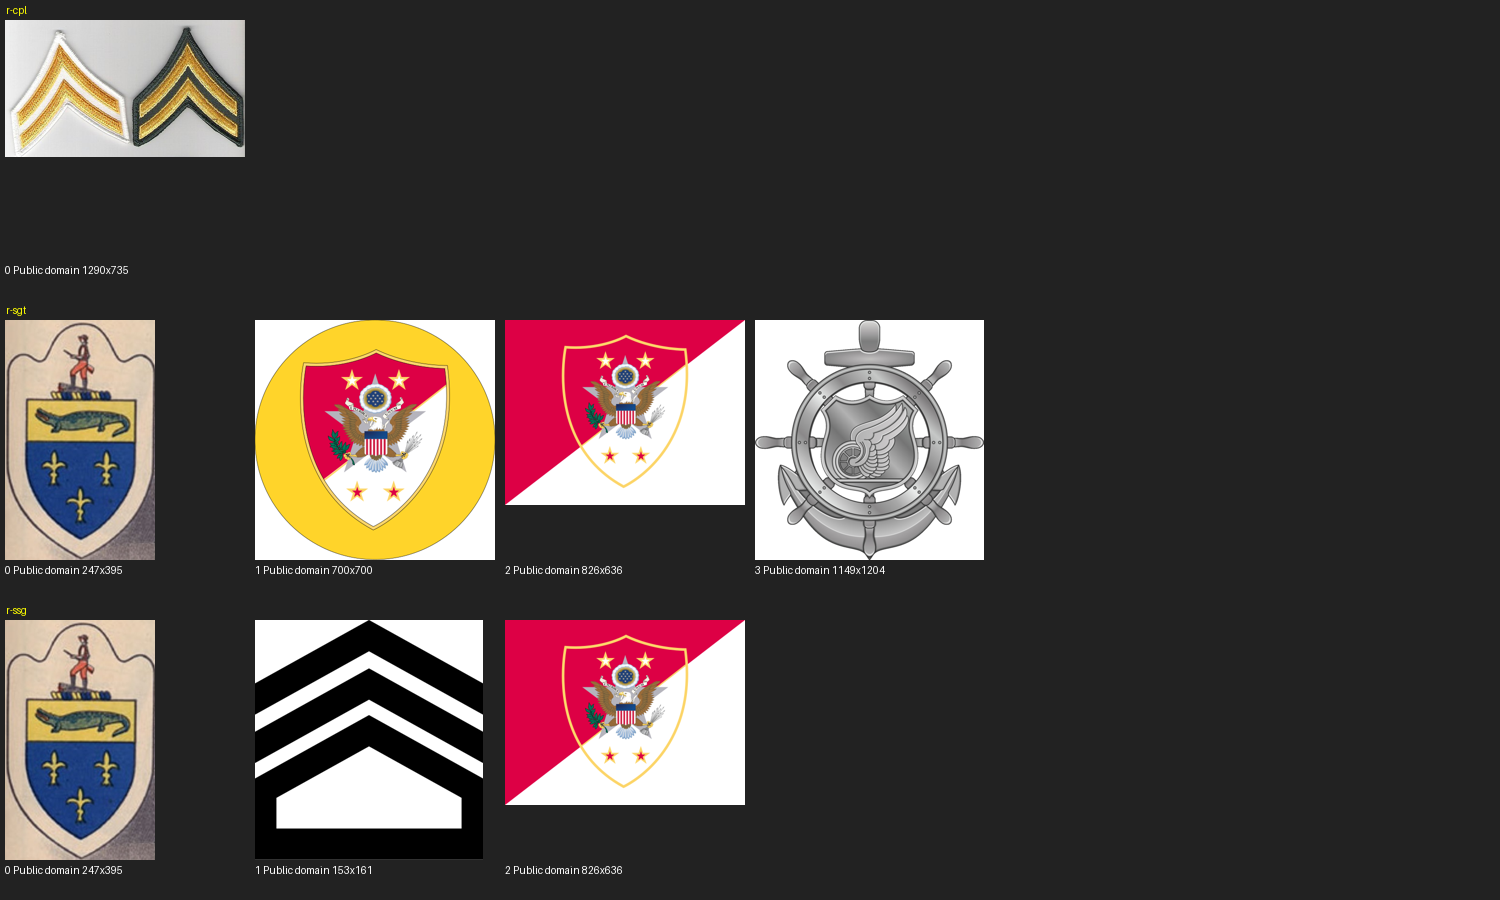 r-cpl
0 Public domain 1290x735
r-sgt
0 Public domain 247x395
1 Public domain 700x700
2 Public domain 826x636
3 Public domain 1149x1204
r-ssg
0 Public domain 247x395
1 Public domain 153x161
2 Public domain 826x636